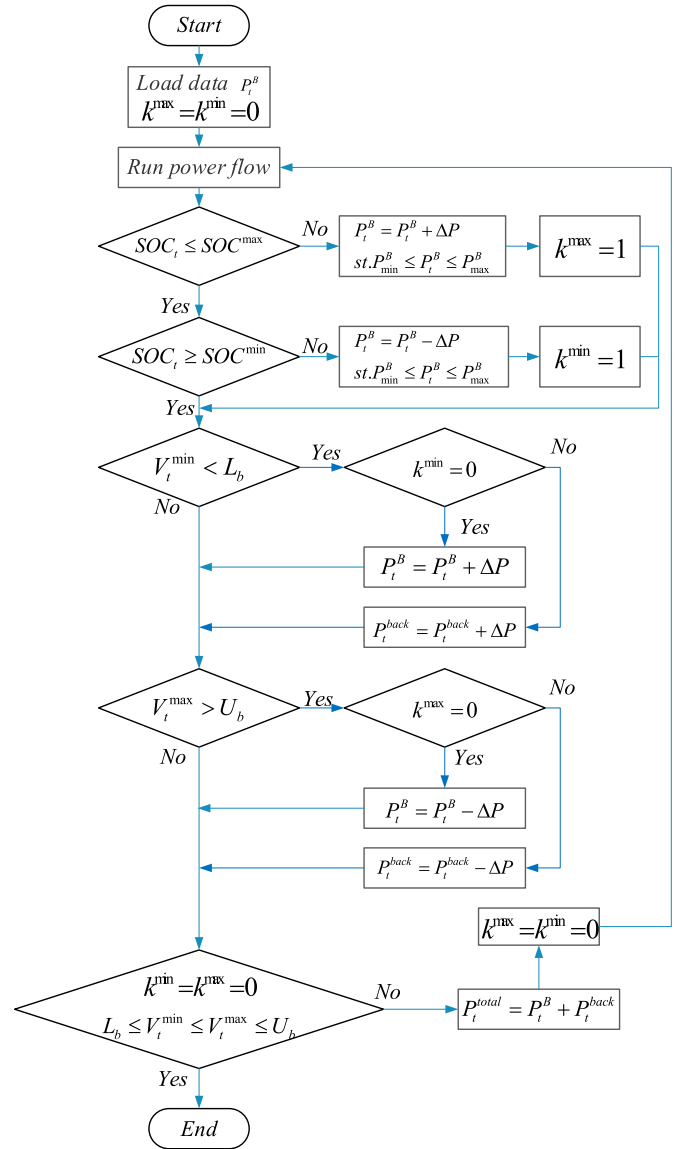 Start
Load data P_t^B
k^max=k^min=0
Run power flow
SOC_t ≤ SOC^max
No
P_t^B = P_t^B + ΔP
st.P_min^B ≤ P_t^B ≤ P_max^B
k^max=1
Yes
SOC_t ≥ SOC^min
No
P_t^B = P_t^B − ΔP
st.P_min^B ≤ P_t^B ≤ P_max^B
k^min=1
Yes
V_t^min < L_b
Yes
k^min=0
No
No
Yes
P_t^B = P_t^B + ΔP
P_t^back = P_t^back + ΔP
V_t^max > U_b
Yes
k^max=0
No
No
Yes
P_t^B = P_t^B − ΔP
P_t^back = P_t^back − ΔP
k^max=k^min=0
k^min=k^max=0
L_b ≤ V_t^min ≤ V_t^max ≤ U_b
No
P_t^total = P_t^B + P_t^back
Yes
End